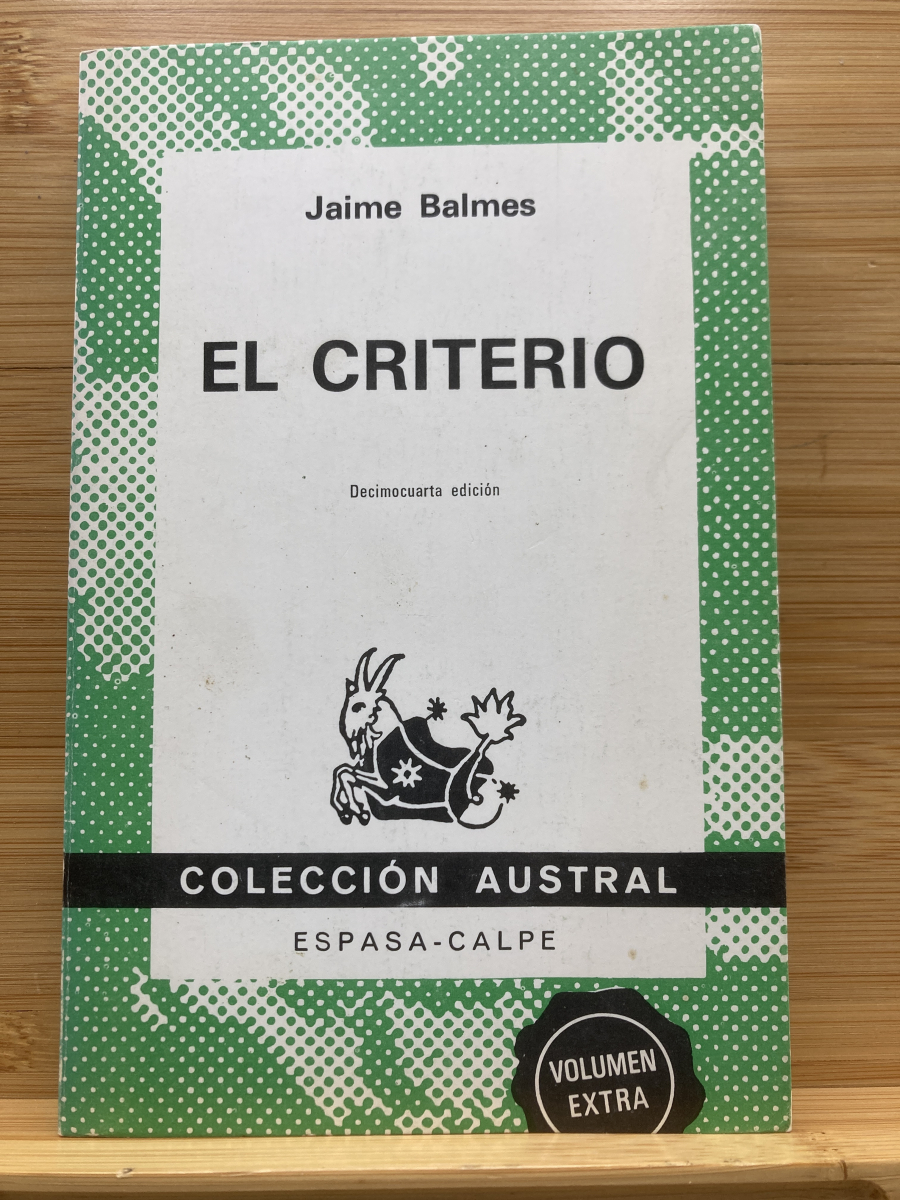 Jaime Balmes
EL CRITERIO
Decimocuarta edición
COLECCIÓN AUSTRAL
ESPASA-CALPE
VOLUMEN
EXTRA